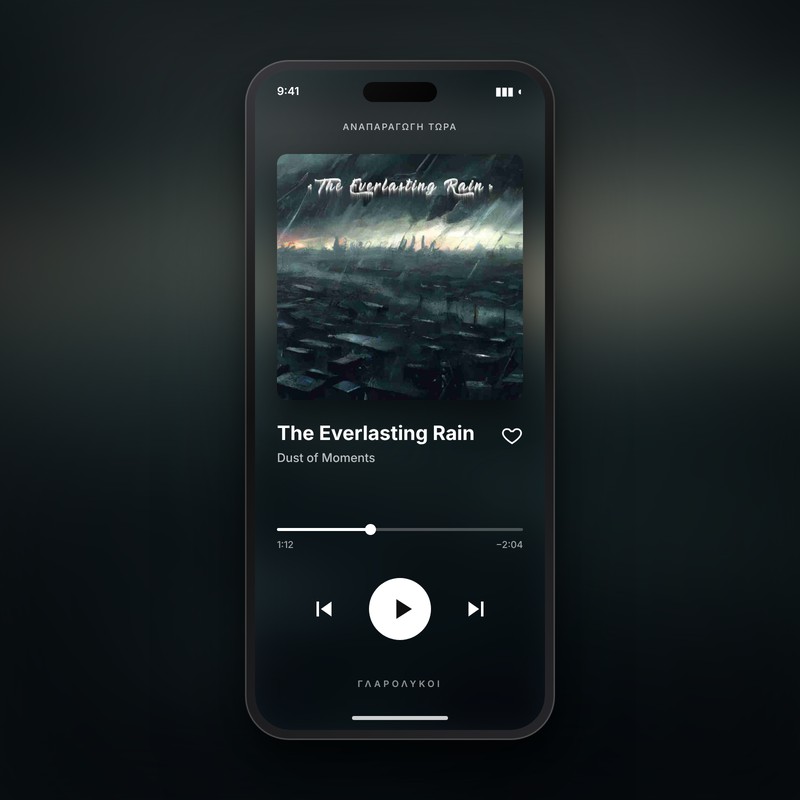 9:41
ΑΝΑΠΑΡΑΓΩΓΗ ΤΩΡΑ
The Everlasting Rain
The Everlasting Rain
Dust of Moments
1:12
−2:04
ΓΛΑΡΟΛΥΚΟΙ